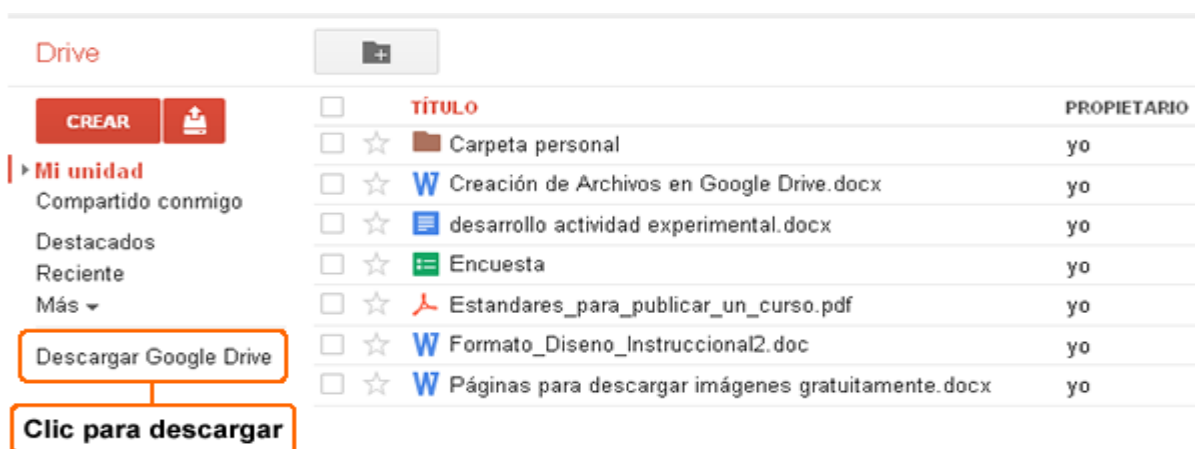 Drive
CREAR
Mi unidad
Compartido conmigo
Destacados
Reciente
Más
Descargar Google Drive
Clic para descargar
TÍTULO PROPIETARIO
Carpeta personal yo
Creación de Archivos en Google Drive.docx yo
desarrollo actividad experimental.docx yo
Encuesta yo
Estandares_para_publicar_un_curso.pdf yo
Formato_Diseno_Instruccional2.doc yo
Páginas para descargar imágenes gratuitamente.docx yo